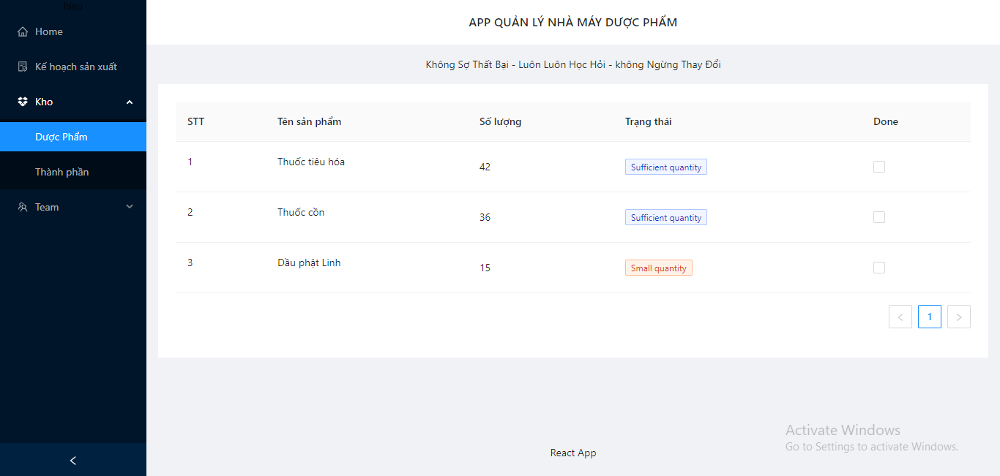 hieu
Home
Kế hoạch sản xuất
Kho
Dược Phẩm
Thành phần
Team
APP QUẢN LÝ NHÀ MÁY DƯỢC PHẨM
Không Sợ Thất Bại - Luôn Luôn Học Hỏi - không Ngừng Thay Đổi
STT Tên sản phẩm Số lượng Trạng thái Done
1 Thuốc tiêu hóa 42 Sufficient quantity
2 Thuốc cồn 36 Sufficient quantity
3 Dầu phật Linh 15 Small quantity
1
React App
Activate Windows
Go to Settings to activate Windows.